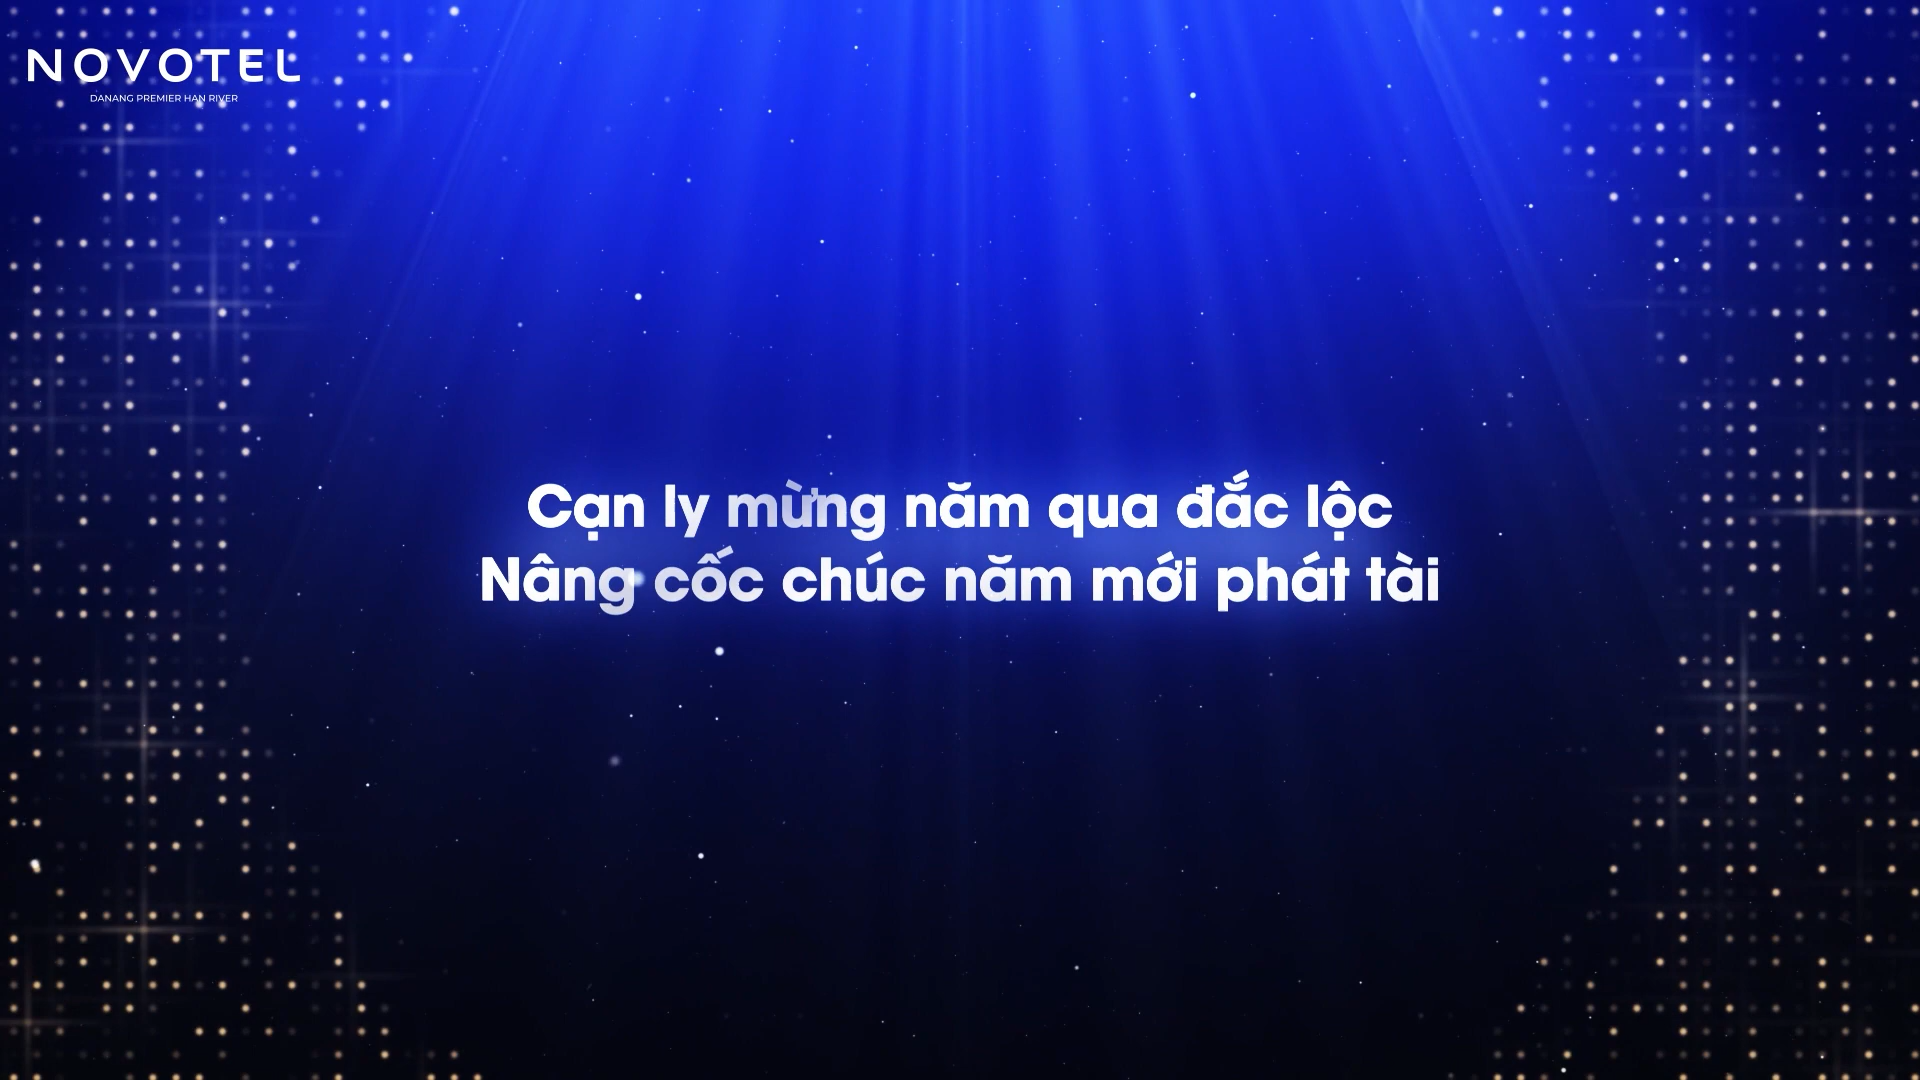 NOVOTEL
DANANG PREMIER HAN RIVER
Cạn ly mừng năm qua đắc lộc
Nâng cốc chúc năm mới phát tài